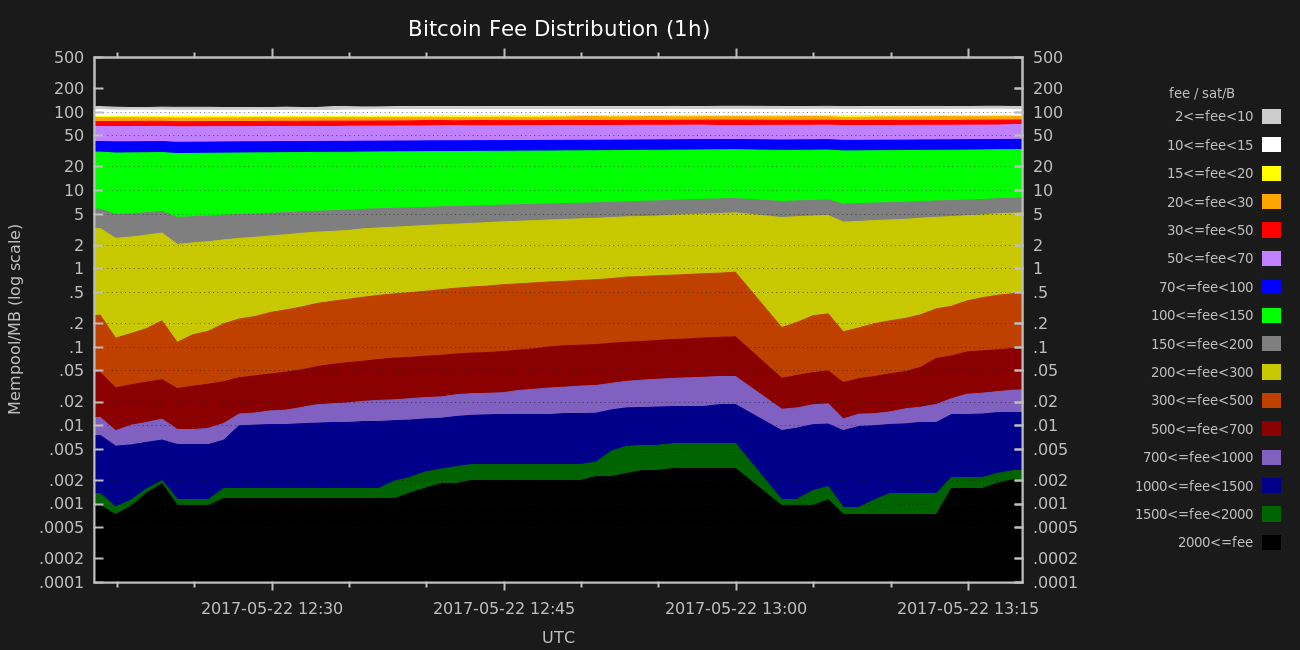 Bitcoin Fee Distribution (1h)
500
200
100
50
20
10
5
2
1
.5
.2
.1
.05
.02
.01
.005
.002
.001
.0005
.0002
.0001
Mempool/MB (log scale)
500
200
100
50
20
10
5
2
1
.5
.2
.1
.05
.02
.01
.005
.002
.001
.0005
.0002
.0001
2017-05-22 12:30
2017-05-22 12:45
2017-05-22 13:00
2017-05-22 13:15
UTC
fee / sat/B
2<=fee<10
10<=fee<15
15<=fee<20
20<=fee<30
30<=fee<50
50<=fee<70
70<=fee<100
100<=fee<150
150<=fee<200
200<=fee<300
300<=fee<500
500<=fee<700
700<=fee<1000
1000<=fee<1500
1500<=fee<2000
2000<=fee